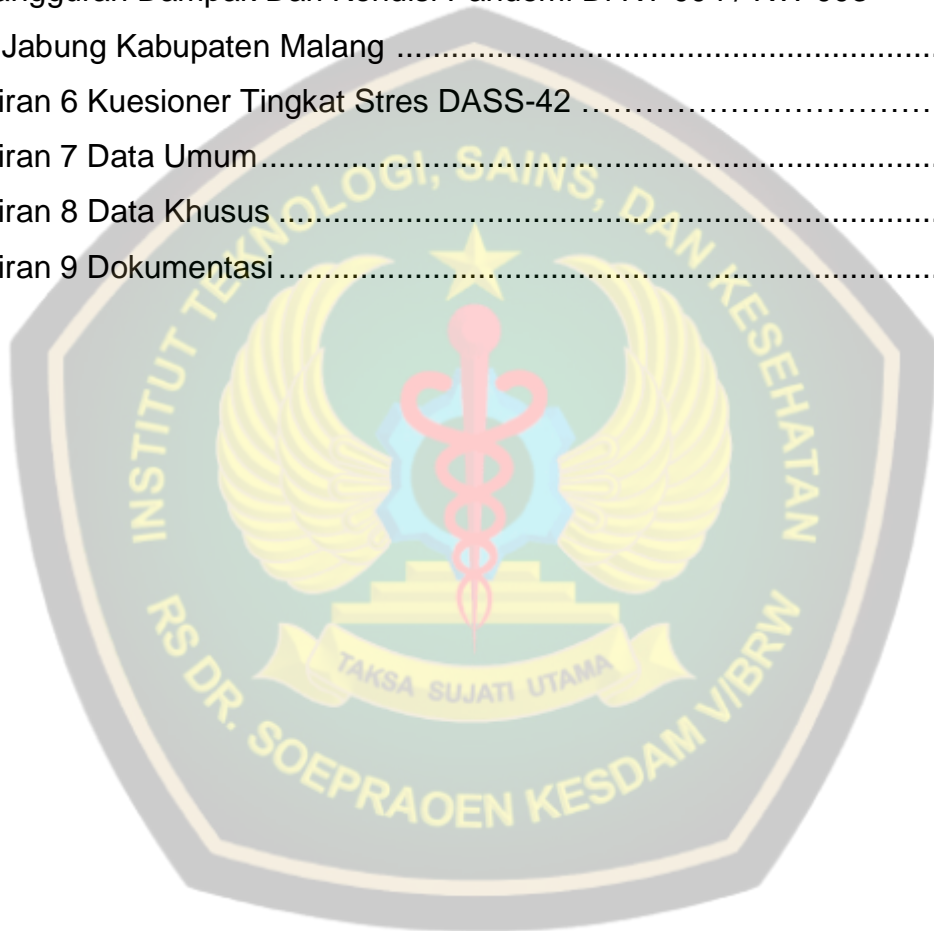 Jabung Kabupaten Malang ....................................................................
iran 6 Kuesioner Tingkat Stres DASS-42 ……………………………………
iran 7 Data Umum....................................................................................
iran 8 Data Khusus ..................................................................................
iran 9 Dokumentasi..................................................................................
INSTITUT TEKNOLOGI, SAINS, DAN KESEHATAN
TAKSA SUJATI UTAMA
RS DR. SOEPRAOEN KESDAM V/BRW